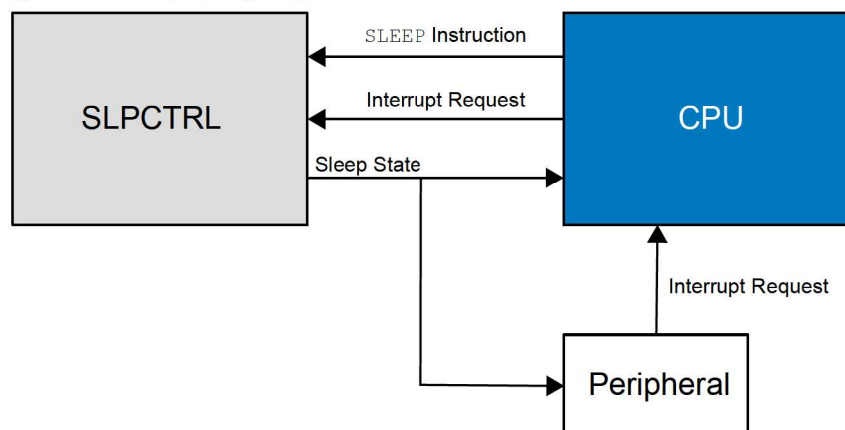 SLEEP Instruction
SLPCTRL
Interrupt Request
CPU
Sleep State
Interrupt Request
Peripheral